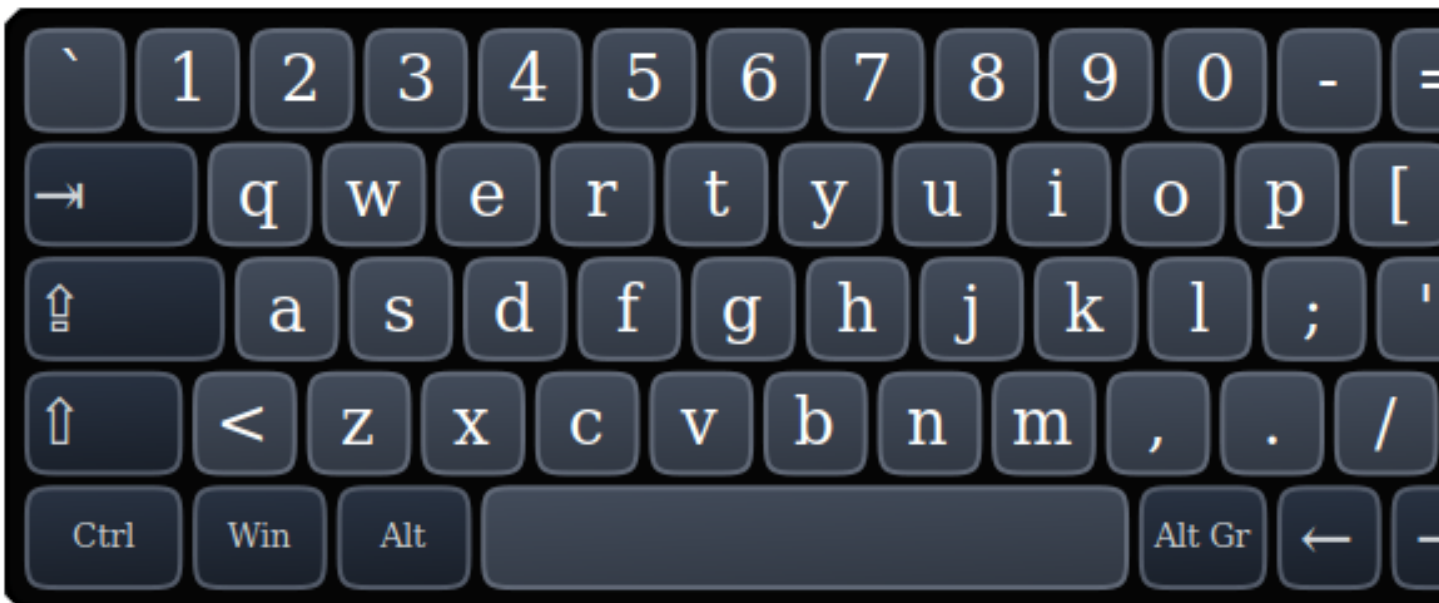 ` 1 2 3 4 5 6 7 8 9 0 - =
⇥ q w e r t y u i o p [
⇪ a s d f g h j k l ; '
⇧ < z x c v b n m , . /
Ctrl Win Alt Alt Gr ←